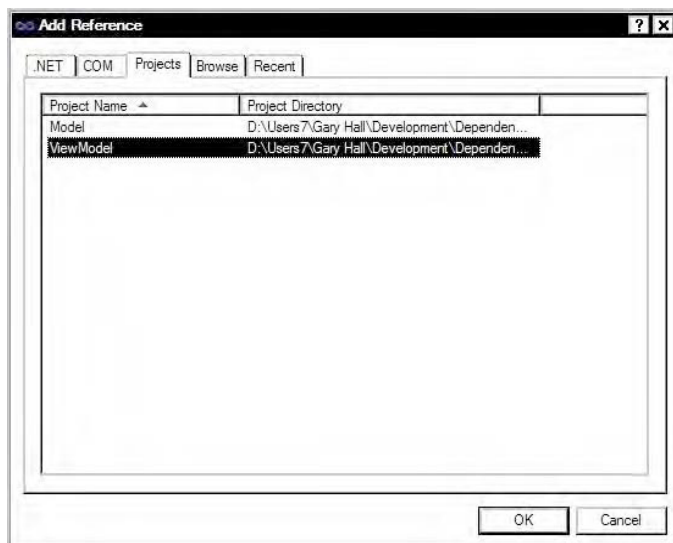 Add Reference
.NET COM Projects Browse Recent
Project Name Project Directory
Model D:\Users7\Gary Hall\Development\Dependen...
ViewModel D:\Users7\Gary Hall\Development\Dependen...
OK Cancel